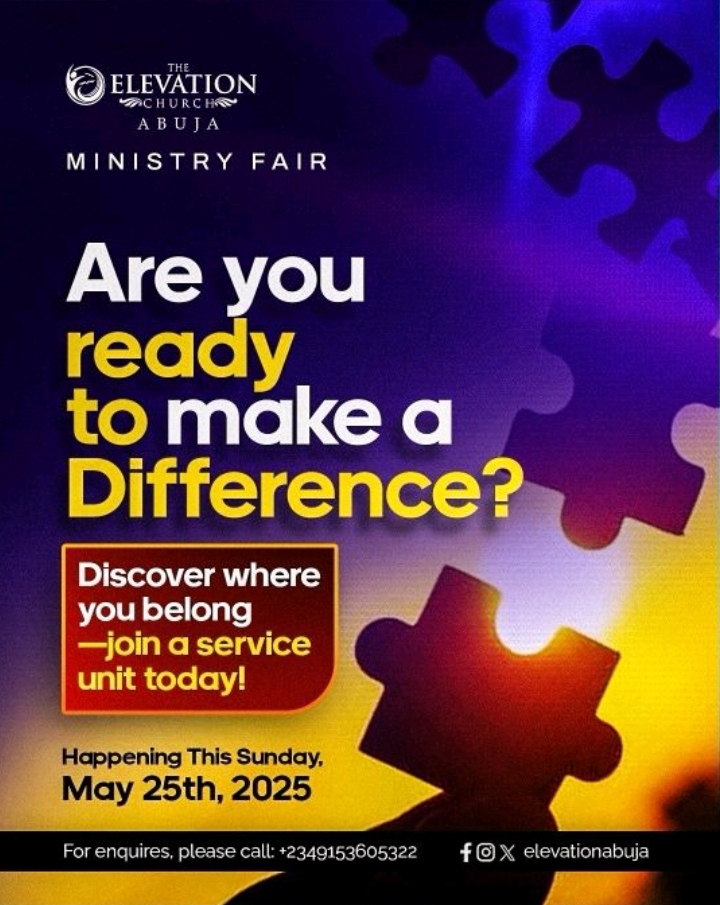 THE
ELEVATION
CHURCH
ABUJA
MINISTRY FAIR
Are you
ready
to make a
Difference?
Discover where
you belong
—join a service
unit today!
Happening This Sunday,
May 25th, 2025
For enquires, please call: +2349153605322 elevationabuja